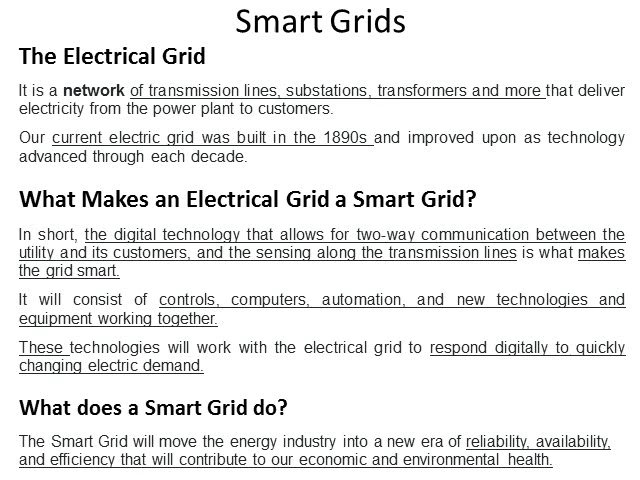 Smart Grids
The Electrical Grid
It is a network of transmission lines, substations, transformers and more that deliver
electricity from the power plant to customers.
Our current electric grid was built in the 1890s and improved upon as technology
advanced through each decade.
What Makes an Electrical Grid a Smart Grid?
In short, the digital technology that allows for two-way communication between the
utility and its customers, and the sensing along the transmission lines is what makes
the grid smart.
It will consist of controls, computers, automation, and new technologies and
equipment working together.
These technologies will work with the electrical grid to respond digitally to quickly
changing electric demand.
What does a Smart Grid do?
The Smart Grid will move the energy industry into a new era of reliability, availability,
and efficiency that will contribute to our economic and environmental health.